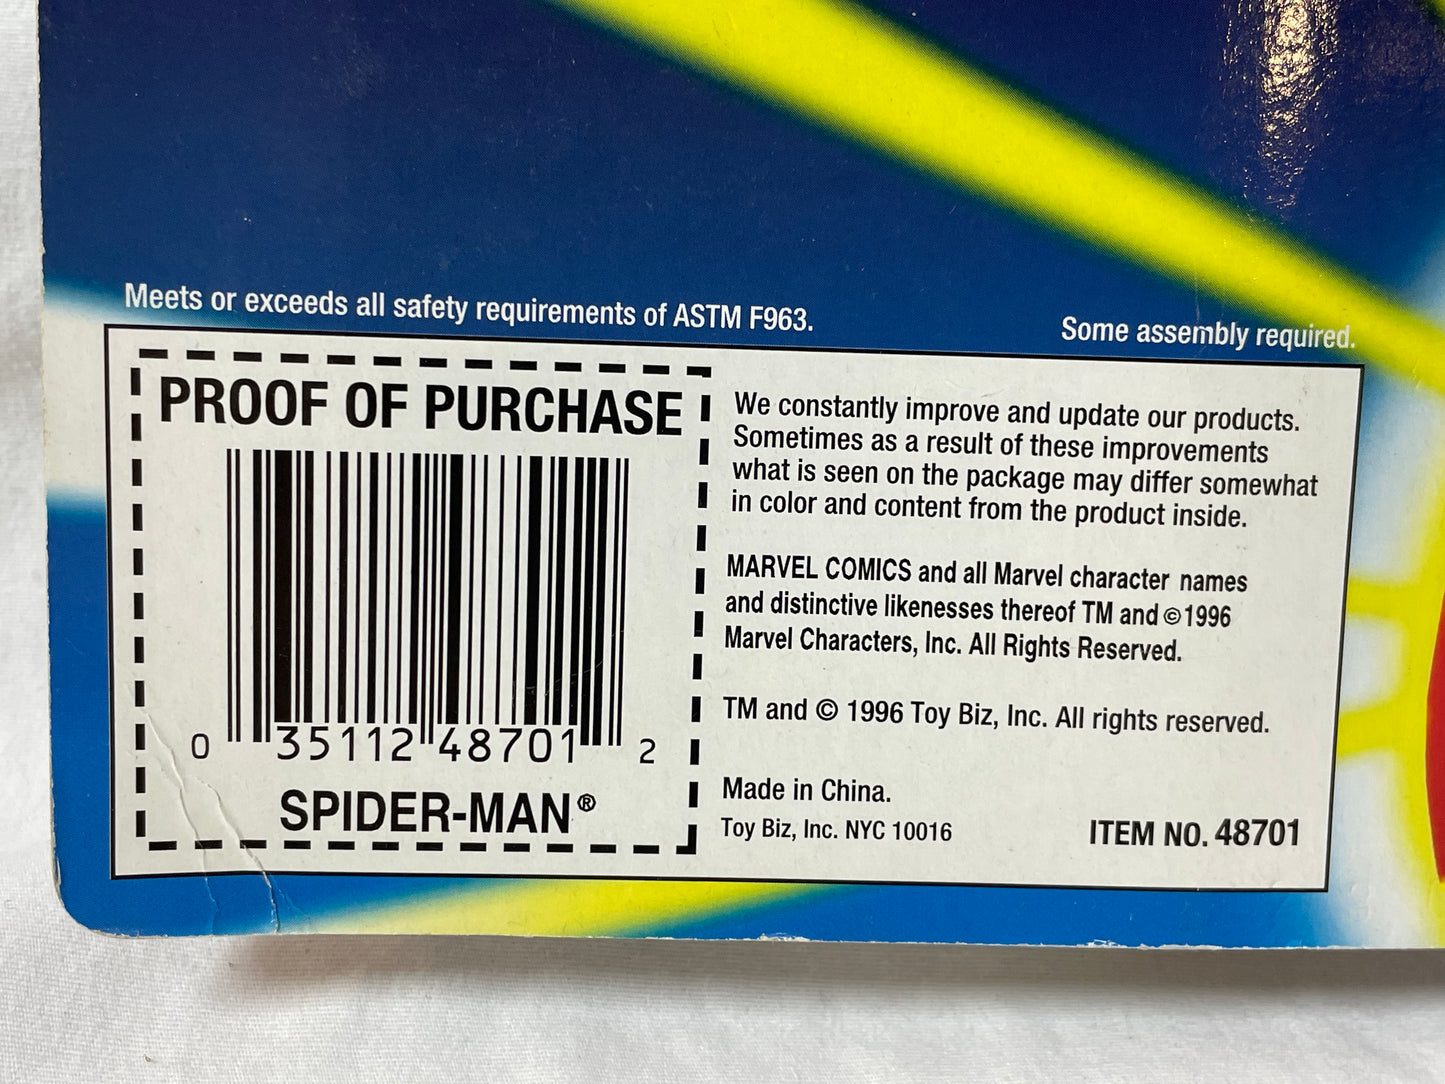 Meets or exceeds all safety requirements of ASTM F963.
Some assembly required.
PROOF OF PURCHASE
0 35112 48701 2
SPIDER-MAN®
We constantly improve and update our products.
Sometimes as a result of these improvements
what is seen on the package may differ somewhat
in color and content from the product inside.
MARVEL COMICS and all Marvel character names
and distinctive likenesses thereof TM and ©1996
Marvel Characters, Inc. All Rights Reserved.
TM and © 1996 Toy Biz, Inc. All rights reserved.
Made in China.
Toy Biz, Inc. NYC 10016
ITEM NO. 48701